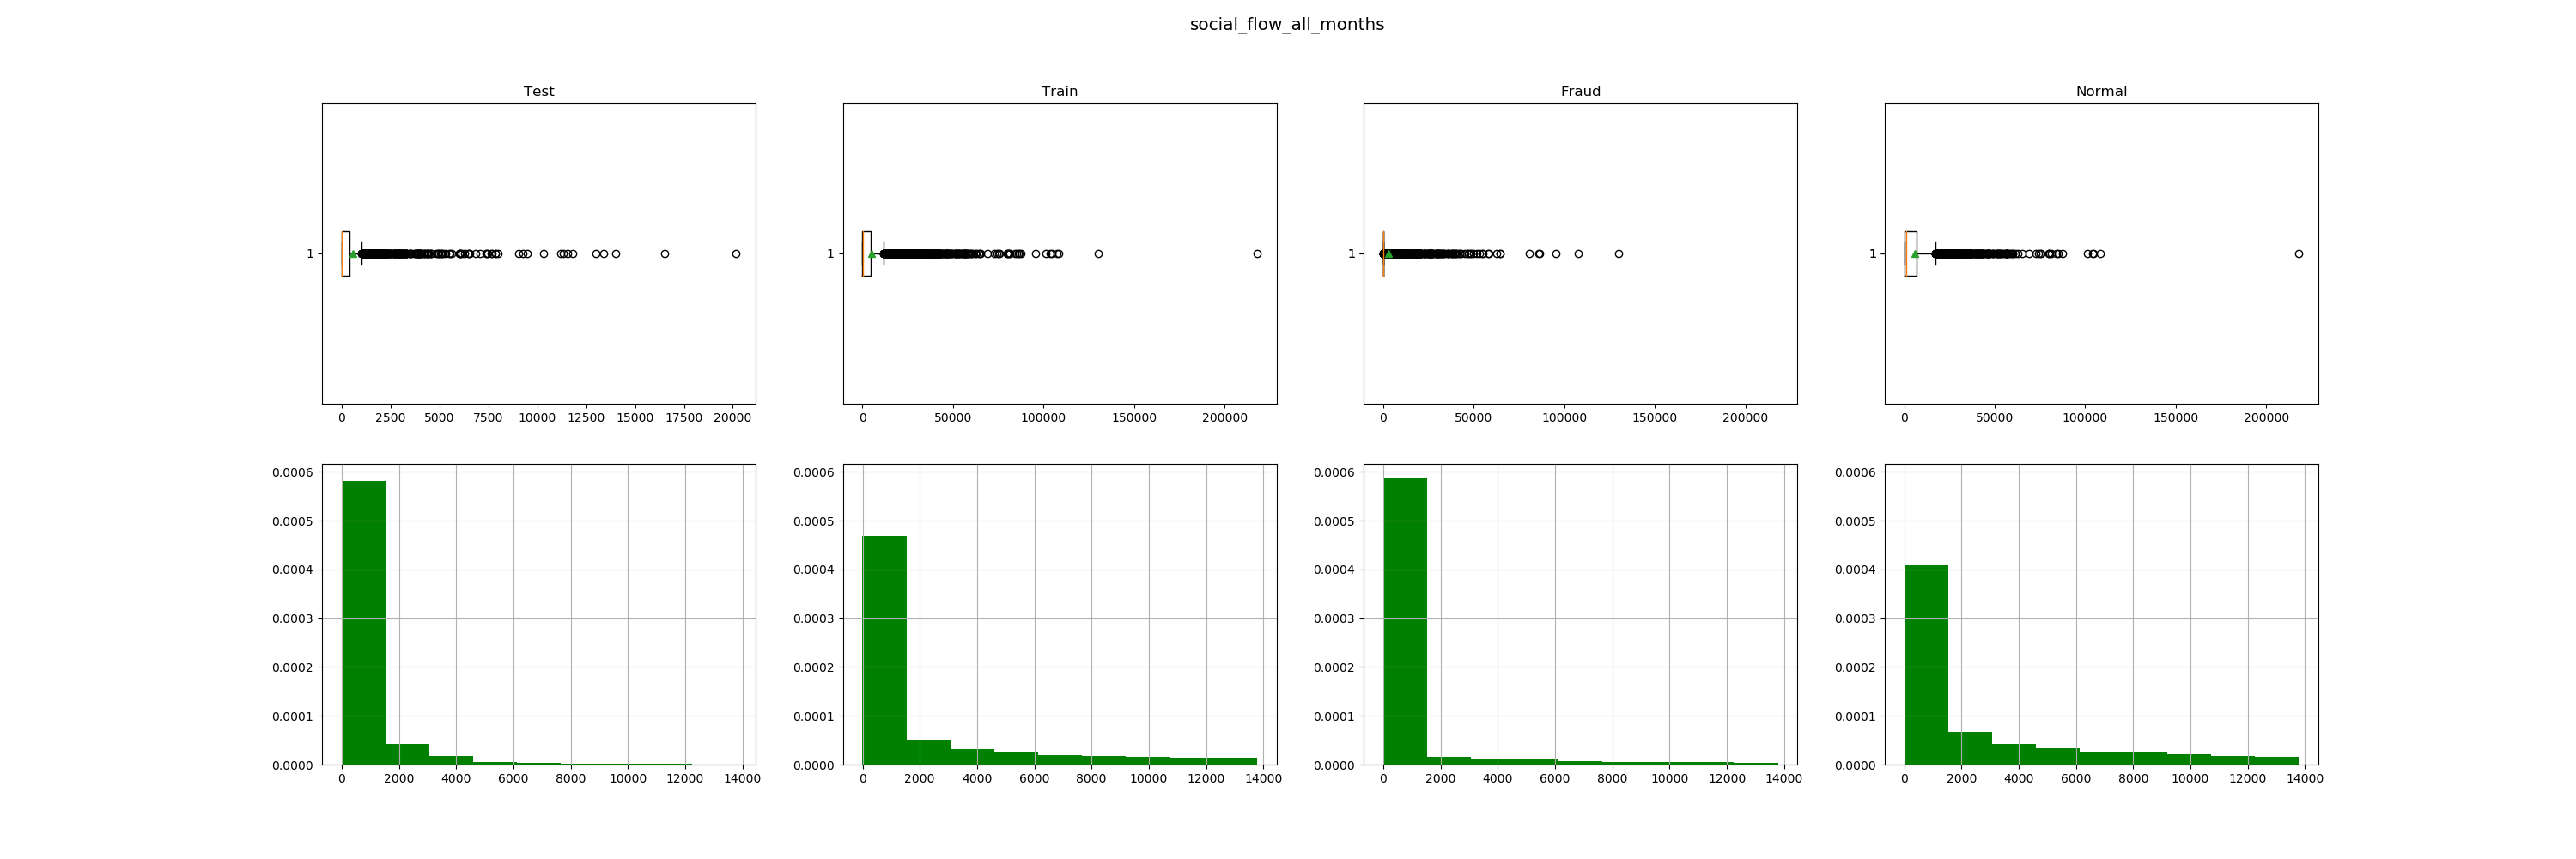 social_flow_all_months
Test Train Fraud Normal
1 1 1 1
0 2500 5000 7500 10000 12500 15000 17500 20000 0 50000 100000 150000 200000 0 50000 100000 150000 200000 0 50000 100000 150000 200000
0.0006 0.0006 0.0006 0.0006
0.0005 0.0005 0.0005 0.0005
0.0004 0.0004 0.0004 0.0004
0.0003 0.0003 0.0003 0.0003
0.0002 0.0002 0.0002 0.0002
0.0001 0.0001 0.0001 0.0001
0.0000 0.0000 0.0000 0.0000
0 2000 4000 6000 8000 10000 12000 14000 0 2000 4000 6000 8000 10000 12000 14000 0 2000 4000 6000 8000 10000 12000 14000 0 2000 4000 6000 8000 10000 12000 14000